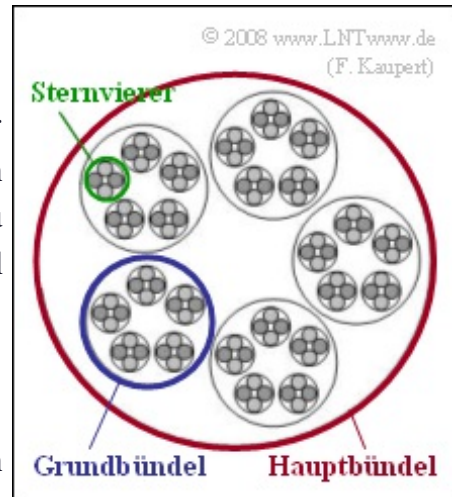 © 2008 www.LNTwww.de
(F. Kaupert)
Sternvierer
Grundbündel
Hauptbündel